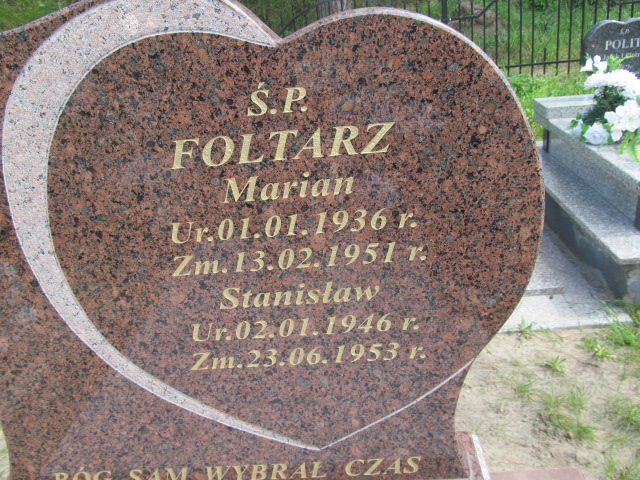 Ś.P.
FOLTARZ
Marian
Ur.01.01.1936 r.
Zm.13.02.1951 r.
Stanisław
Ur.02.01.1946 r.
Zm.23.06.1953 r.
BÓG SAM WYBRAŁ CZAS
Ś.P.